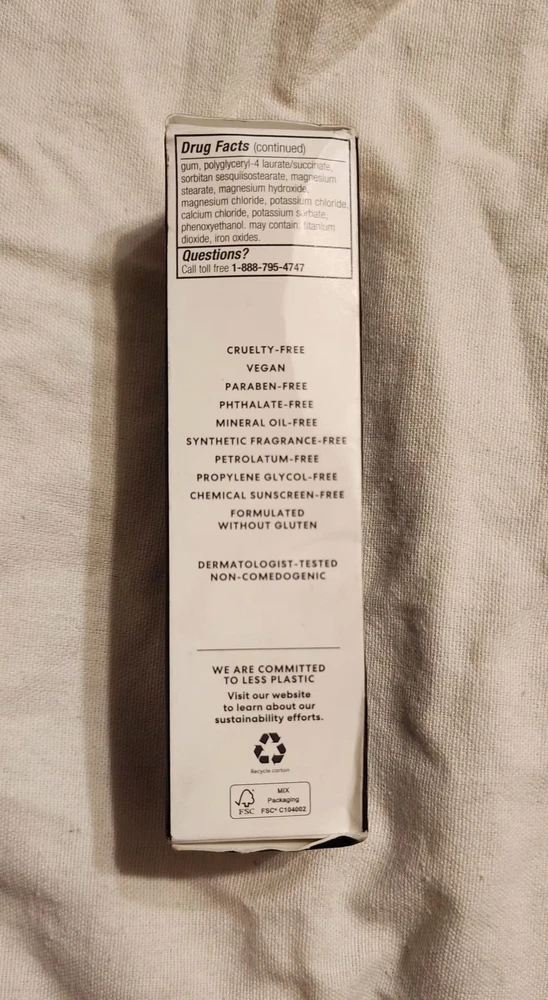 Drug Facts (continued)
gum, polyglyceryl-4 laurate/succinate,
sorbitan sesquiisostearate, magnesium
stearate, magnesium hydroxide,
magnesium chloride, potassium chloride,
calcium chloride, potassium sorbate,
phenoxyethanol. may contain: titanium
dioxide, iron oxides.
Questions?
Call toll free 1-888-795-4747
CRUELTY-FREE
VEGAN
PARABEN-FREE
PHTHALATE-FREE
MINERAL OIL-FREE
SYNTHETIC FRAGRANCE-FREE
PETROLATUM-FREE
PROPYLENE GLYCOL-FREE
CHEMICAL SUNSCREEN-FREE
FORMULATED
WITHOUT GLUTEN
DERMATOLOGIST-TESTED
NON-COMEDOGENIC
WE ARE COMMITTED
TO LESS PLASTIC
Visit our website
to learn about our
sustainability efforts.
Recycle carton
MIX
Packaging
FSC FSC® C104002